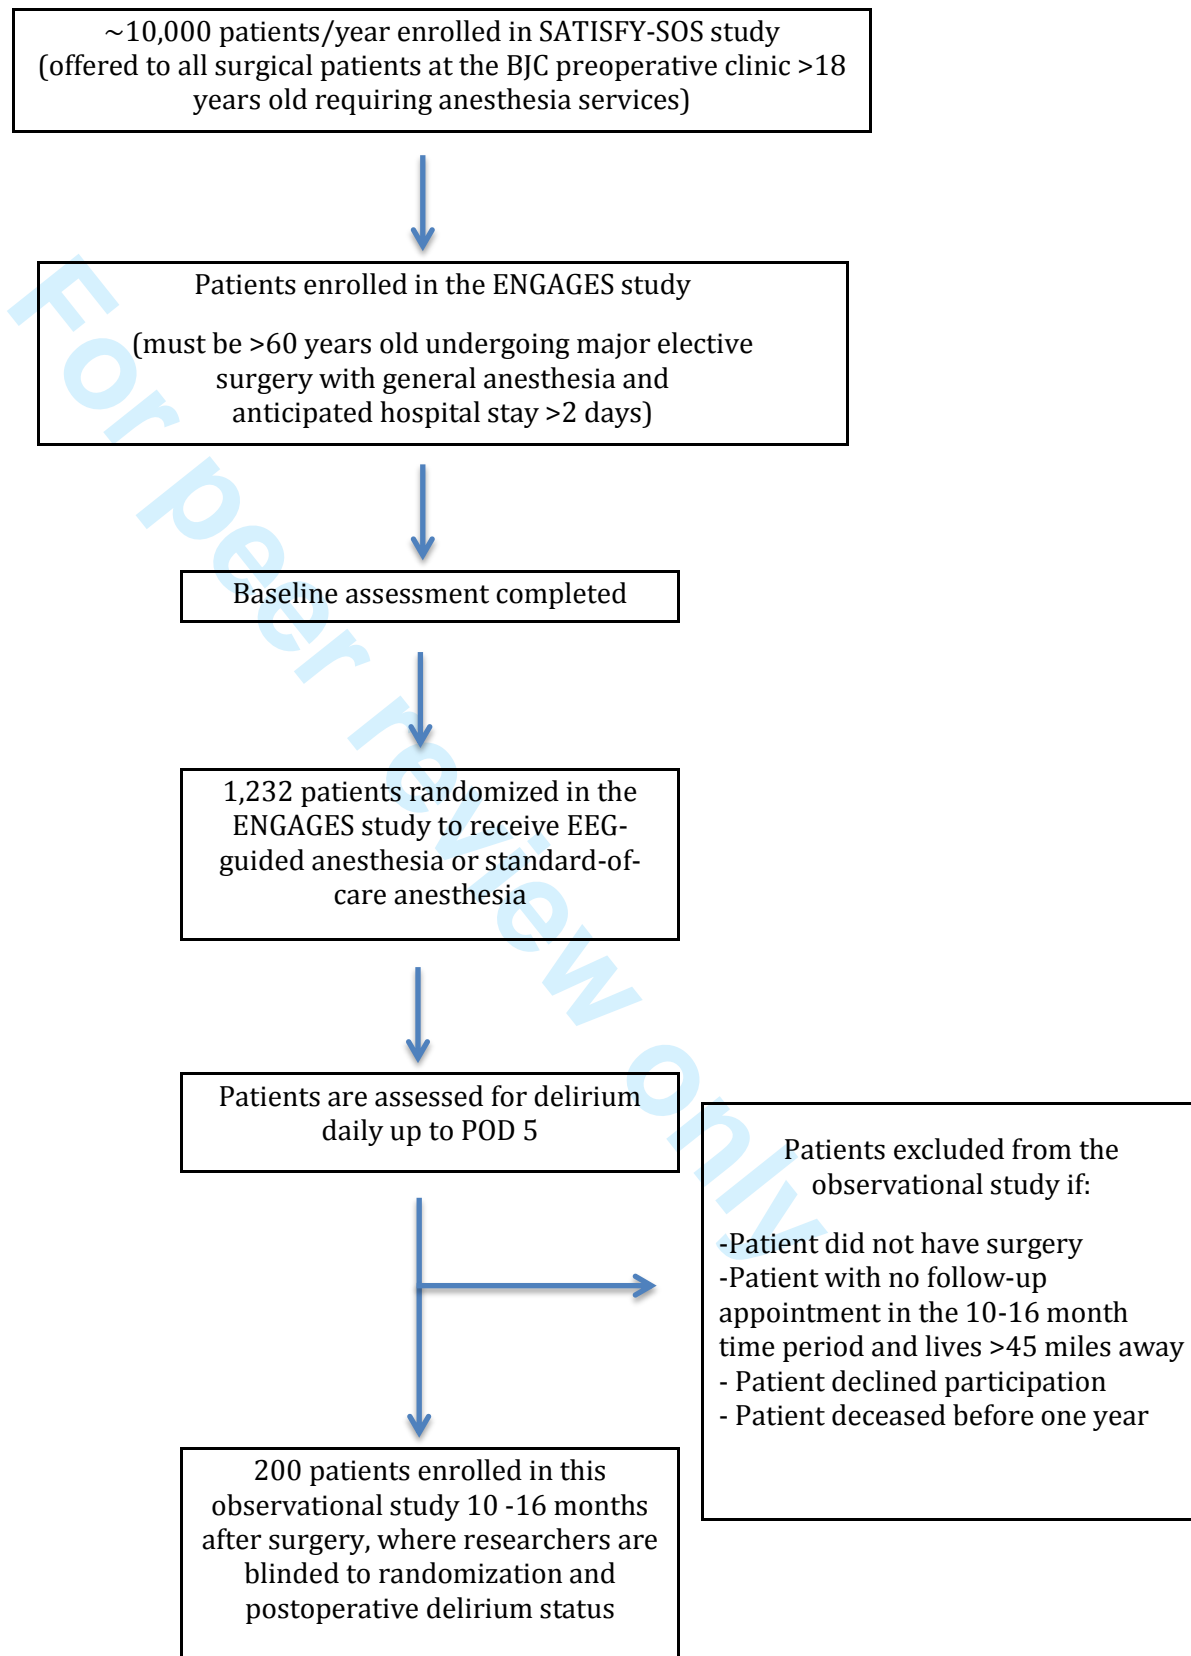 ~10,000 patients/year enrolled in SATISFY-SOS study
(offered to all surgical patients at the BJC preoperative clinic >18
years old requiring anesthesia services)
Patients enrolled in the ENGAGES study
(must be >60 years old undergoing major elective
surgery with general anesthesia and
anticipated hospital stay >2 days)
Baseline assessment completed
1,232 patients randomized in the
ENGAGES study to receive EEG-
guided anesthesia or standard-of-
care anesthesia
Patients are assessed for delirium
daily up to POD 5
Patients excluded from the
observational study if:
-Patient did not have surgery
-Patient with no follow-up
appointment in the 10-16 month
time period and lives >45 miles away
- Patient declined participation
- Patient deceased before one year
200 patients enrolled in this
observational study 10 -16 months
after surgery, where researchers are
blinded to randomization and
postoperative delirium status
For peer review only